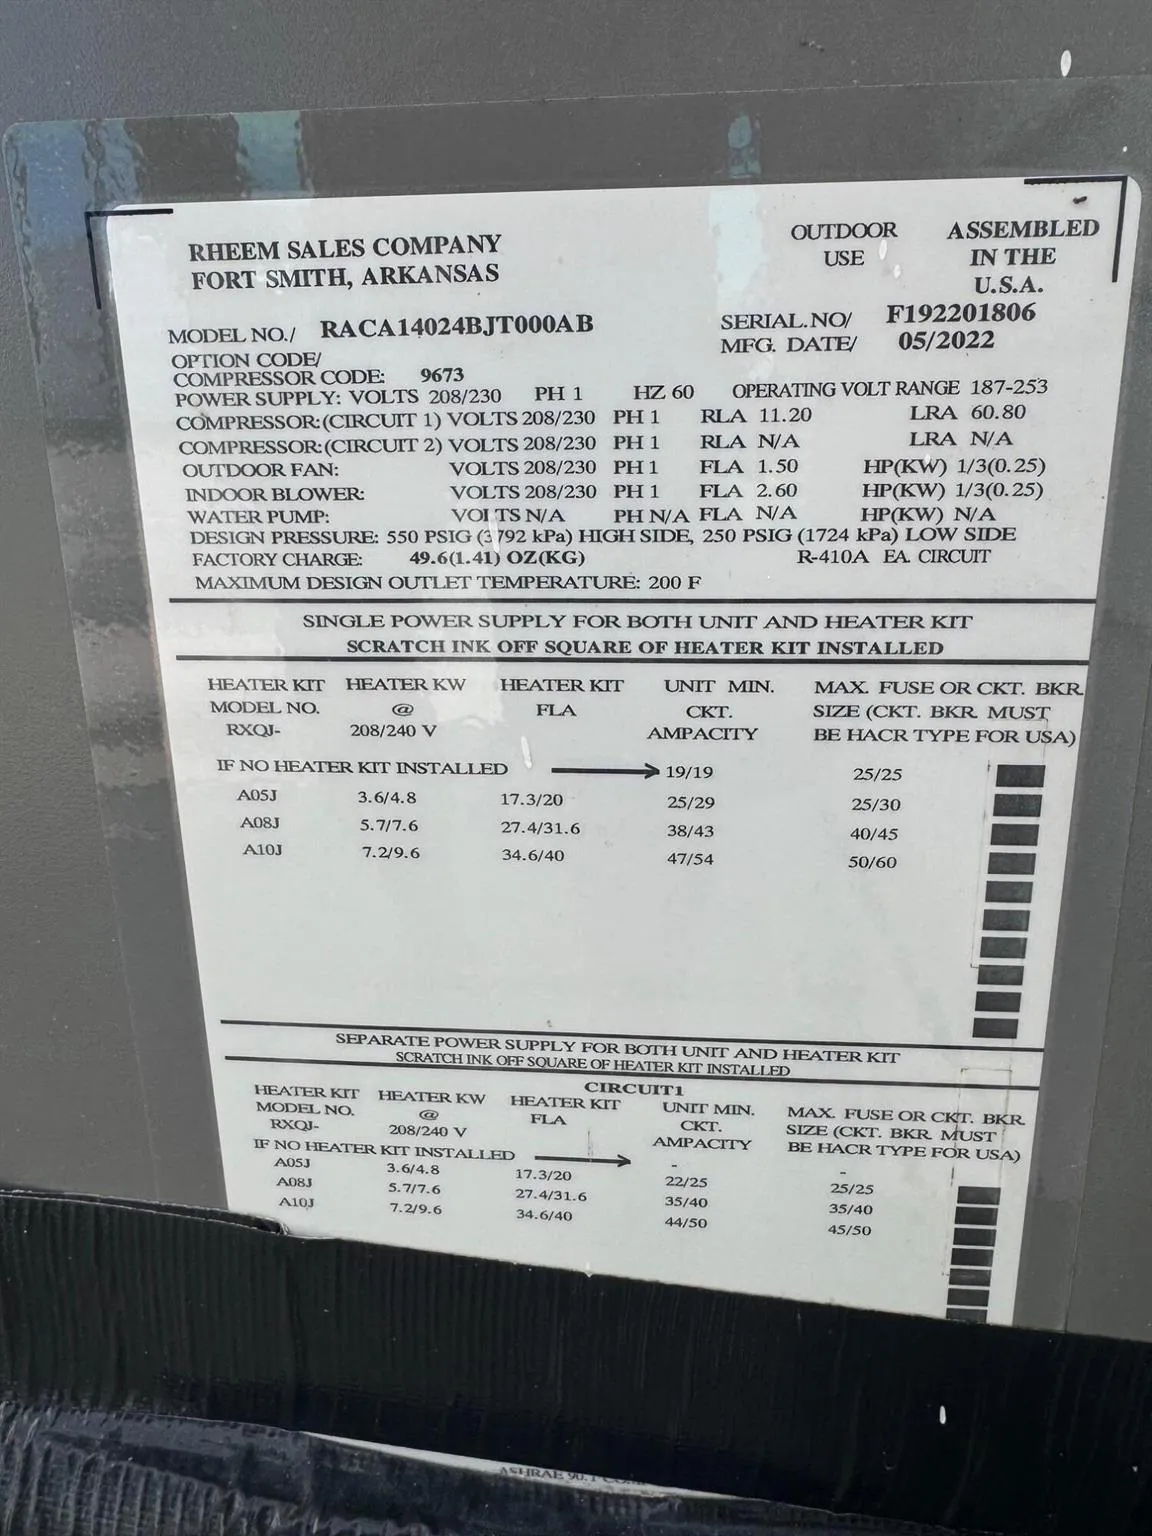 RHEEM SALES COMPANY
FORT SMITH, ARKANSAS
OUTDOOR USE
ASSEMBLED IN THE U.S.A.
MODEL NO./ RACA14024BJT000AB
SERIAL.NO/ F192201806
MFG. DATE/ 05/2022
OPTION CODE/
COMPRESSOR CODE: 9673
POWER SUPPLY: VOLTS 208/230 PH 1 HZ 60 OPERATING VOLT RANGE 187-253
COMPRESSOR:(CIRCUIT 1) VOLTS 208/230 PH 1 RLA 11.20 LRA 60.80
COMPRESSOR:(CIRCUIT 2) VOLTS 208/230 PH 1 RLA N/A LRA N/A
OUTDOOR FAN: VOLTS 208/230 PH 1 FLA 1.50 HP(KW) 1/3(0.25)
INDOOR BLOWER: VOLTS 208/230 PH 1 FLA 2.60 HP(KW) 1/3(0.25)
WATER PUMP: VOLTS N/A PH N/A FLA N/A HP(KW) N/A
DESIGN PRESSURE: 550 PSIG (3792 kPa) HIGH SIDE, 250 PSIG (1724 kPa) LOW SIDE
FACTORY CHARGE: 49.6(1.41) OZ(KG) R-410A EA. CIRCUIT
MAXIMUM DESIGN OUTLET TEMPERATURE: 200 F
SINGLE POWER SUPPLY FOR BOTH UNIT AND HEATER KIT
SCRATCH INK OFF SQUARE OF HEATER KIT INSTALLED
HEATER KIT HEATER KW HEATER KIT UNIT MIN. MAX. FUSE OR CKT. BKR.
MODEL NO. @ FLA CKT. SIZE (CKT. BKR. MUST
RXQJ- 208/240 V AMPACITY BE HACR TYPE FOR USA)
IF NO HEATER KIT INSTALLED 19/19 25/25
A05J 3.6/4.8 17.3/20 25/29 25/30
A08J 5.7/7.6 27.4/31.6 38/43 40/45
A10J 7.2/9.6 34.6/40 47/54 50/60
SEPARATE POWER SUPPLY FOR BOTH UNIT AND HEATER KIT
SCRATCH INK OFF SQUARE OF HEATER KIT INSTALLED
CIRCUIT1
HEATER KIT HEATER KW HEATER KIT UNIT MIN. MAX. FUSE OR CKT. BKR.
MODEL NO. @ FLA CKT. SIZE (CKT. BKR. MUST
RXQJ- 208/240 V AMPACITY BE HACR TYPE FOR USA)
IF NO HEATER KIT INSTALLED - -
A05J 3.6/4.8 17.3/20 22/25 25/25
A08J 5.7/7.6 27.4/31.6 35/40 35/40
A10J 7.2/9.6 34.6/40 44/50 45/50
ASHRAE 90.1